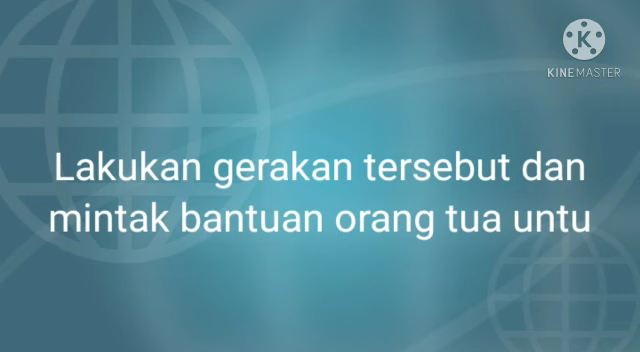 K
KINEMASTER
Lakukan gerakan tersebut dan
mintak bantuan orang tua untu